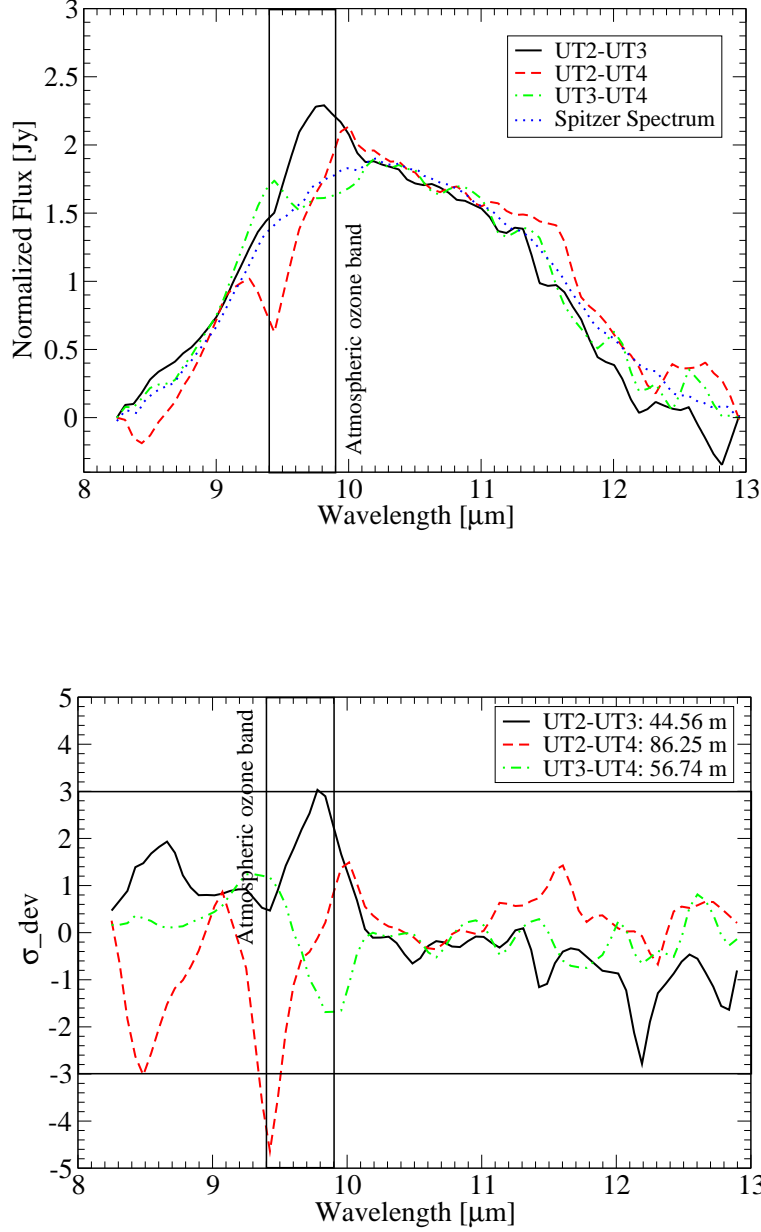 3
2.5
2
1.5
1
0.5
0
Normalized Flux [Jy]
UT2-UT3
UT2-UT4
UT3-UT4
Spitzer Spectrum
Atmospheric ozone band
8 9 10 11 12 13
Wavelength [μm]
5
4
3
2
1
0
-1
-2
-3
-4
-5
σ_dev
Atmospheric ozone band
UT2-UT3: 44.56 m
UT2-UT4: 86.25 m
UT3-UT4: 56.74 m
8 9 10 11 12 13
Wavelength [μm]